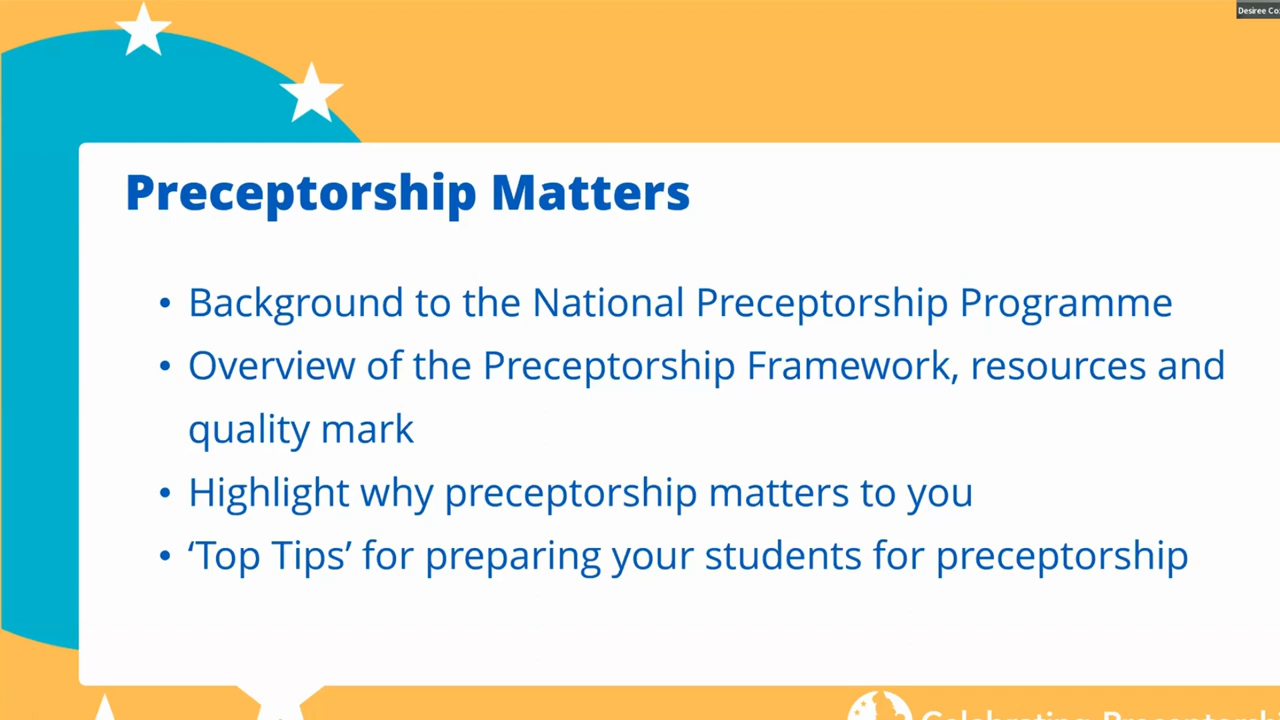 Desiree
Preceptorship Matters
• Background to the National Preceptorship Programme
• Overview of the Preceptorship Framework, resources and
quality mark
• Highlight why preceptorship matters to you
• ‘Top Tips’ for preparing your students for preceptorship